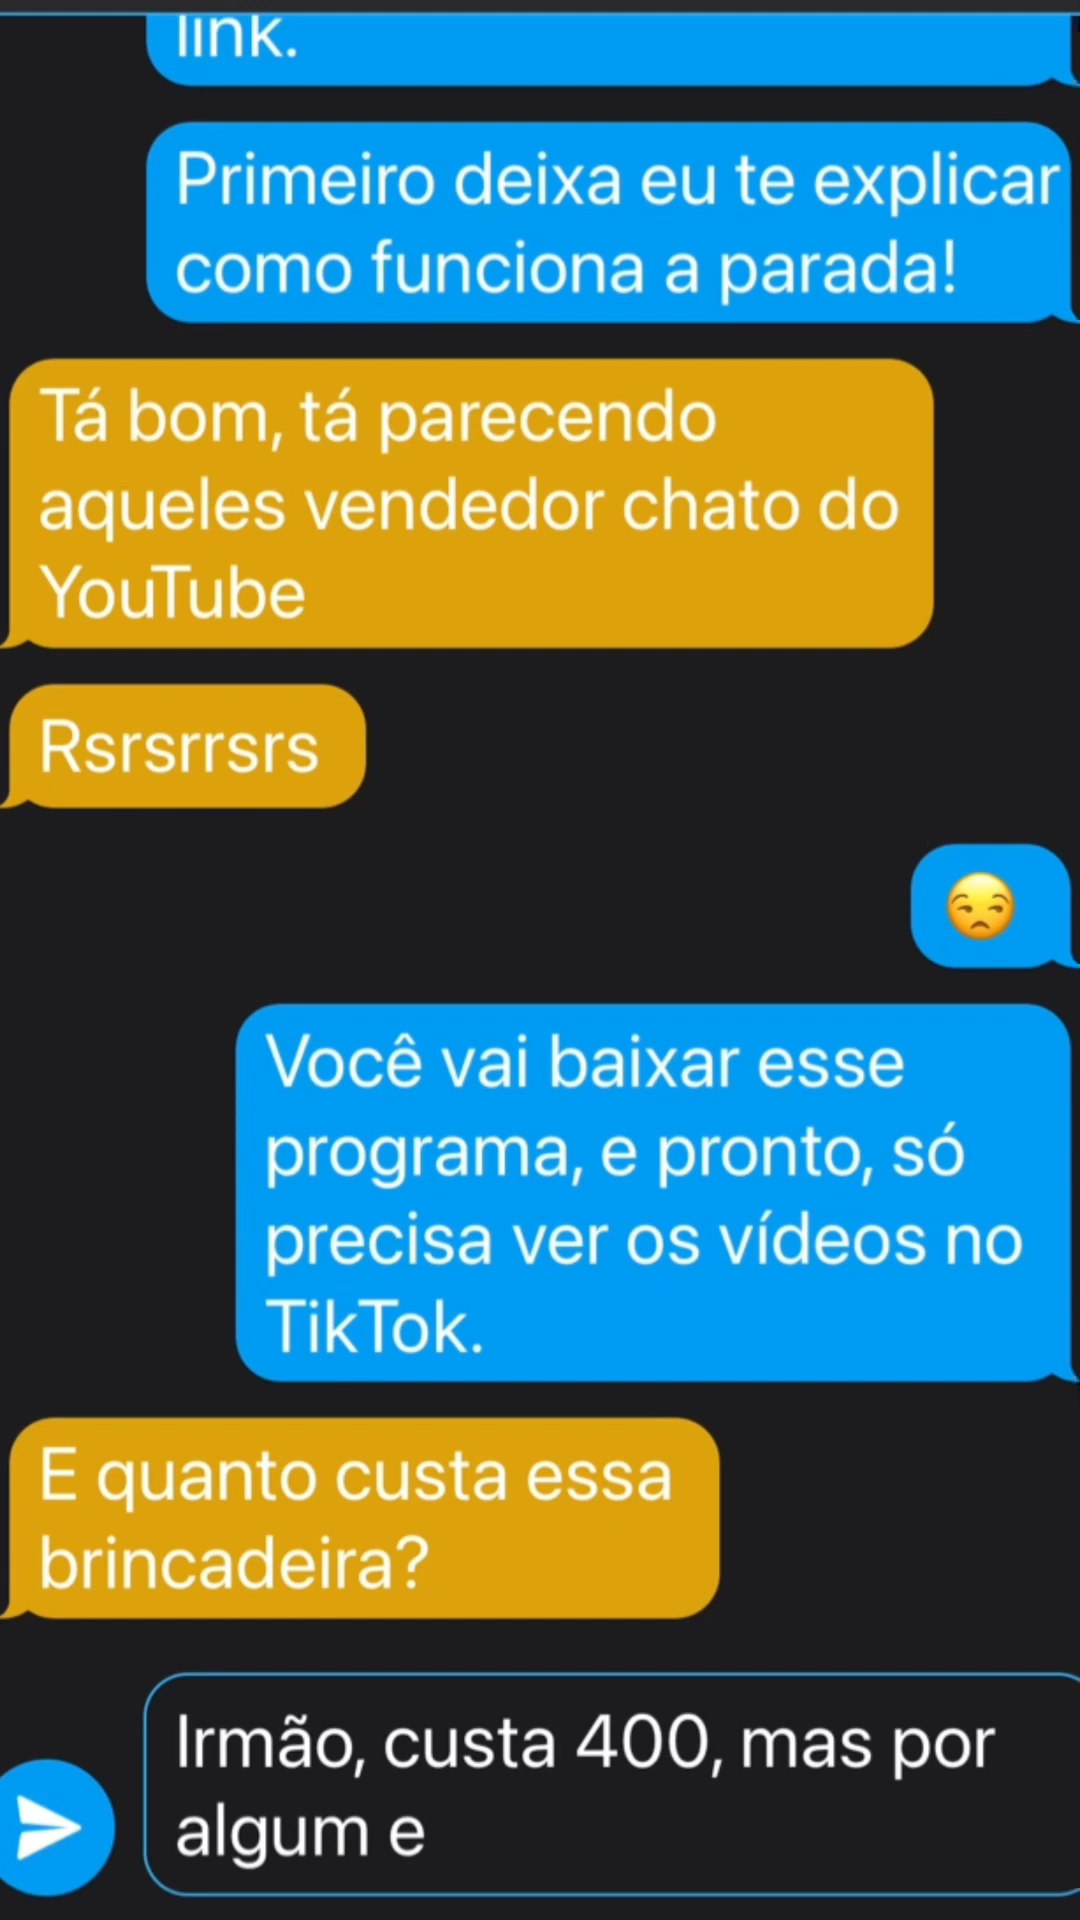 link.
Primeiro deixa eu te explicar
como funciona a parada!
Tá bom, tá parecendo
aqueles vendedor chato do
YouTube
Rsrsrrsrs
Você vai baixar esse
programa, e pronto, só
precisa ver os vídeos no
TikTok.
E quanto custa essa
brincadeira?
Irmão, custa 400, mas por
algum e